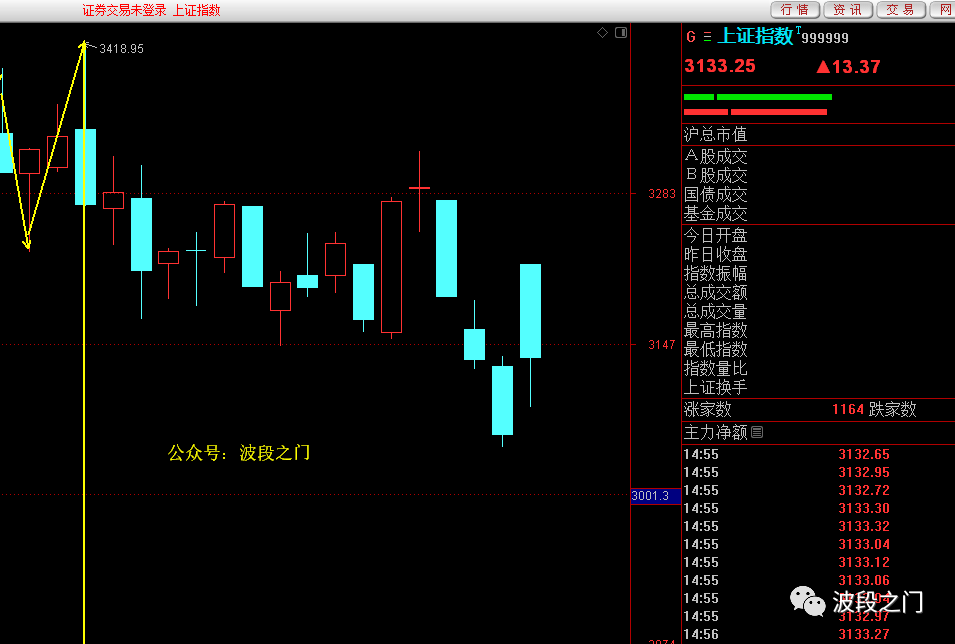 证券交易未登录 上证指数
行情 资讯 交易 网
3418.95
G 上证指数 T 999999
3133.25 ▲13.37
沪总市值
A股成交
B股成交
3283 国债成交
基金成交
今日开盘
昨日收盘
指数振幅
总成交额
总成交量
最高指数
3147 最低指数
指数量比
上证换手
涨家数 1164 跌家数
主力净额
公众号：波段之门
14:55 3132.65
14:55 3132.95
14:55 3132.72
3001.3
14:55 3133.30
14:55 3133.32
14:55 3133.04
14:55 3133.12
14:55 3133.06
14:55
波段之门
14:55 3132.97
14:56 3133.27